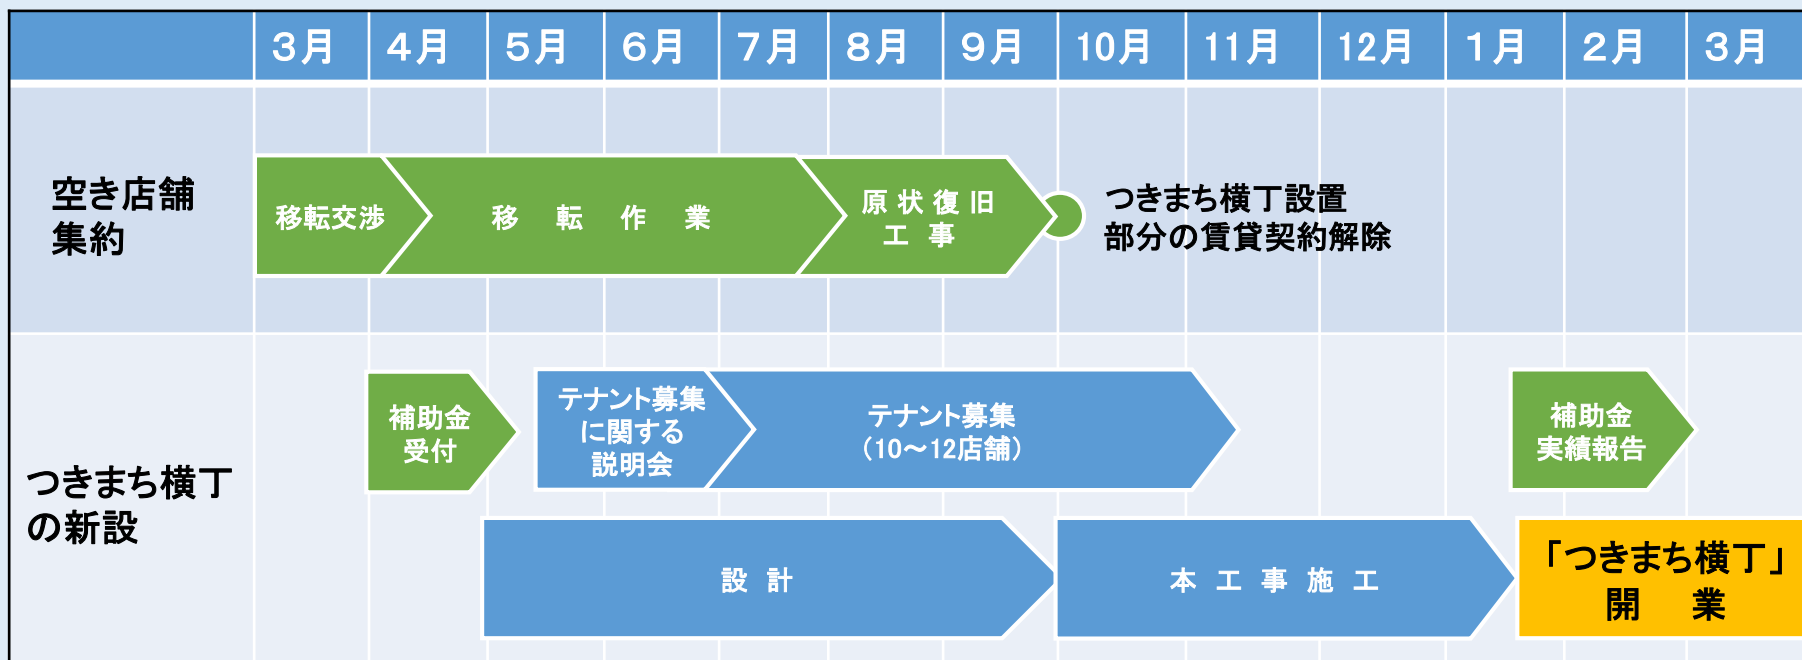 3月 4月 5月 6月 7月 8月 9月 10月 11月 12月 1月 2月 3月
空き店舗
集約
移転交渉
移転作業
原状復旧
工事
つきまち横丁設置
部分の賃貸契約解除
つきまち横丁
の新設
補助金
受付
テナント募集
に関する
説明会
テナント募集
(10～12店舗)
補助金
実績報告
設計
本工事施工
「つきまち横丁」
開業